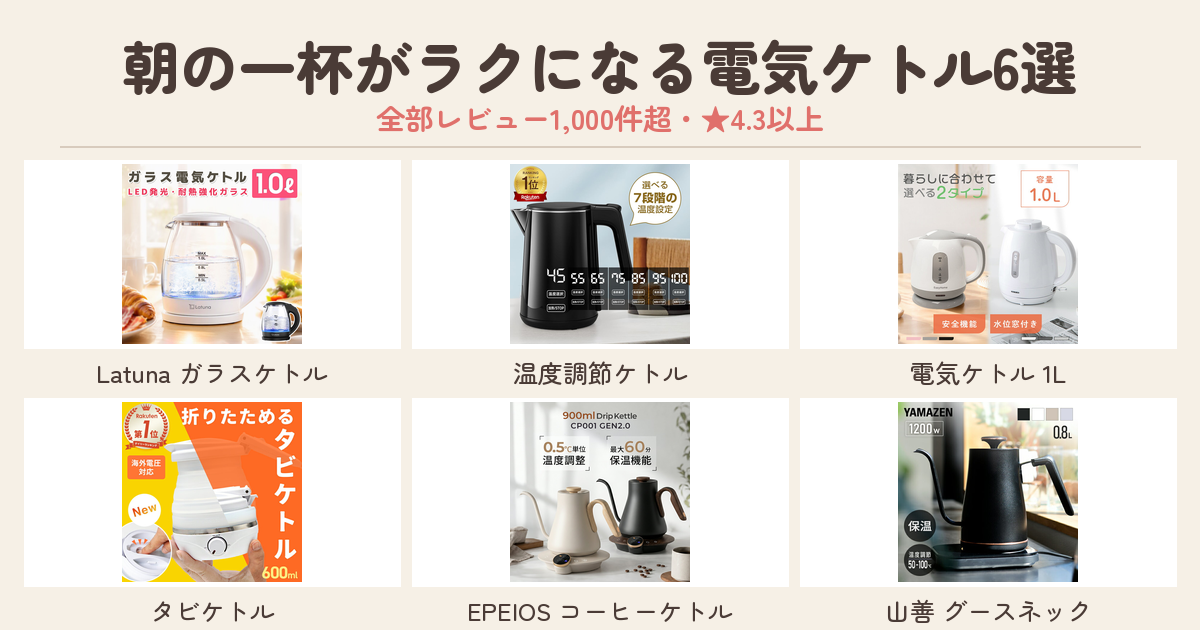 朝の一杯がラクになる電気ケトル6選
全部レビュー1,000件超・★4.3以上
ガラス電気ケトル
LED発光・耐熱強化ガラス
1.0ℓ
Latuna
Latuna ガラスケトル
1位
Rakuten
選べる
7段階の
温度設定
45 55 65 75 85 95 100
温度調節ケトル
暮らしに合わせて
選べる2タイプ
容量
1.0L
安全機能
水位窓付き
電気ケトル 1L
Rakuten
第1位
折りたためる
タビケトル
海外電圧
対応
New
600ml
タビケトル
900ml Drip Kettle
CP001 GEN2.0
0.5℃単位
温度調整
最大60分
保温機能
EPEIOS コーヒーケトル
YAMAZEN
1200W
0.8L
保温
温度調節
50-100℃
山善 グースネック